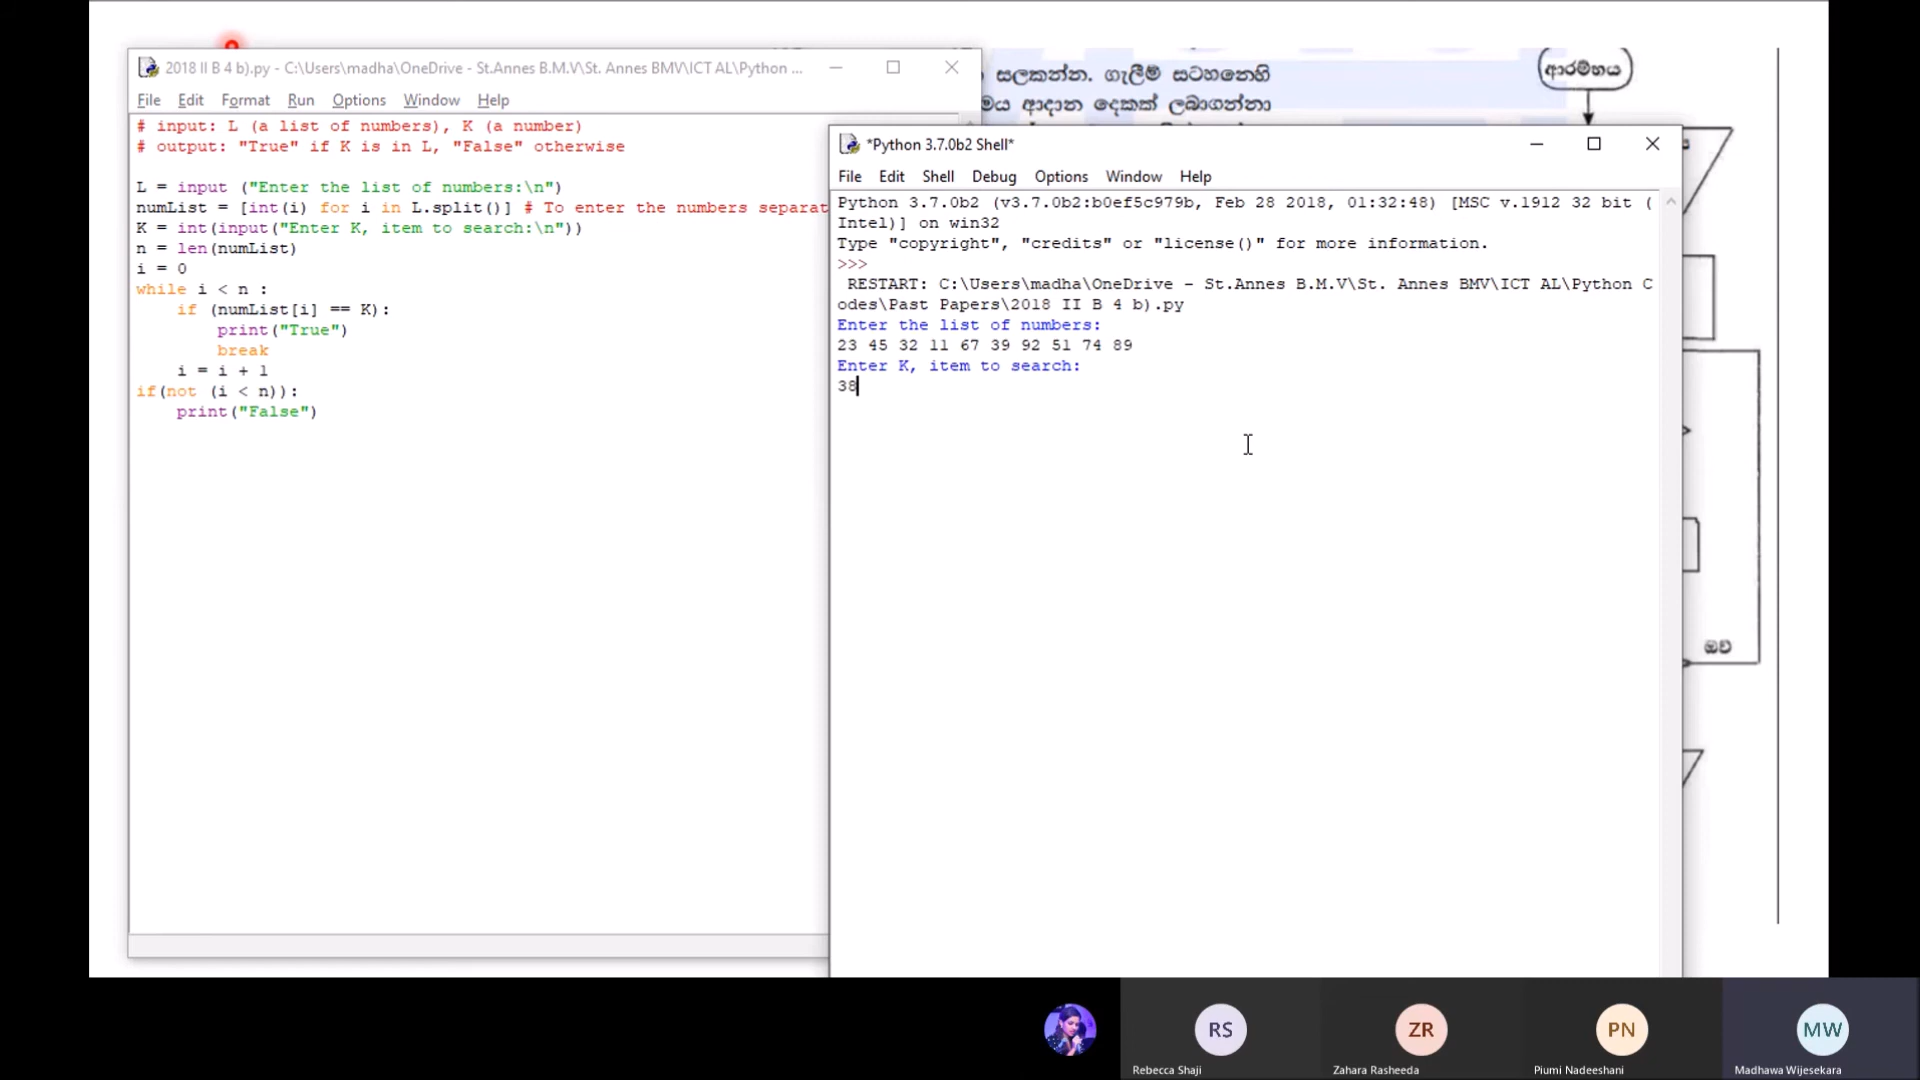 2018 II B 4 b).py - C:\Users\madha\OneDrive - St.Annes B.M.V\St. Annes BMV\ICT AL\Python ...
File Edit Format Run Options Window Help
# input: L (a list of numbers), K (a number)
# output: "True" if K is in L, "False" otherwise
L = input ("Enter the list of numbers:\n")
numList = [int(i) for i in L.split()] # To enter the numbers separat
K = int(input("Enter K, item to search:\n"))
n = len(numList)
i = 0
while i < n :
if (numList[i] == K):
print("True")
break
i = i + 1
if(not (i < n)):
print("False")
සලකන්න. ගැලීම් සටහනෙහි
මය ආදාන දෙකක් ලබාගන්නා
ආරම්භය
*Python 3.7.0b2 Shell*
File Edit Shell Debug Options Window Help
Python 3.7.0b2 (v3.7.0b2:b0ef5c979b, Feb 28 2018, 01:32:48) [MSC v.1912 32 bit (
Intel)] on win32
Type "copyright", "credits" or "license()" for more information.
>>>
RESTART: C:\Users\madha\OneDrive - St.Annes B.M.V\St. Annes BMV\ICT AL\Python C
odes\Past Papers\2018 II B 4 b).py
Enter the list of numbers:
23 45 32 11 67 39 92 51 74 89
Enter K, item to search:
38
ඔව්
RS
ZR
PN
MW
Rebecca Shaji
Zahara Rasheeda
Piumi Nadeeshani
Madhawa Wijesekara